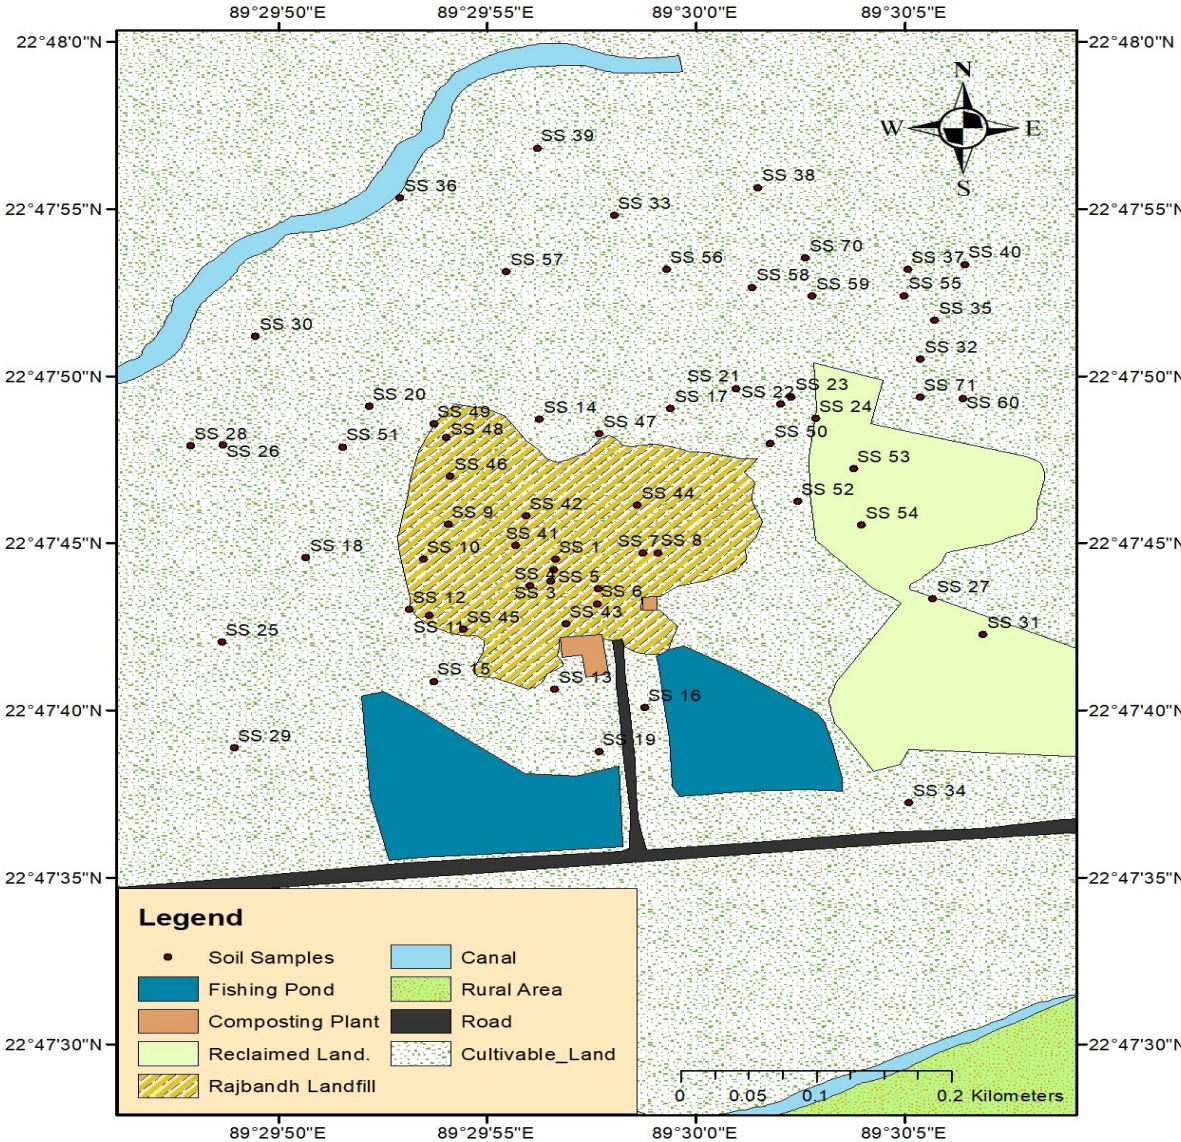 89°29'50"E 89°29'55"E 89°30'0"E 89°30'5"E
22°48'0"N 22°48'0"N
N
W E
S
SS 39
SS 38
SS 36
SS 33
22°47'55"N 22°47'55"N
SS 70
SS 57 SS 56 SS 37 SS 40
SS 58 SS 59 SS 55
SS 35
SS 30
SS 32
22°47'50"N 22°47'50"N
SS 21 SS 22 SS 23 SS 71 SS 60
SS 20 SS 14 SS 17 SS 24
SS 49 SS 47
SS 28 SS 51 SS 48 SS 50
SS 26
SS 46 SS 53
SS 42 SS 44 SS 52
SS 9 SS 54
22°47'45"N 22°47'45"N
SS 18 SS 10 SS 41 SS 1 SS 7 SS 8
SS 4 SS 5
SS 3 SS 6 SS 27
SS 12 SS 43
SS 25 SS 11 SS 45 SS 31
SS 15 SS 13
SS 16
22°47'40"N 22°47'40"N
SS 29 SS 19
SS 34
22°47'35"N 22°47'35"N
Legend
Soil Samples Canal
Fishing Pond Rural Area
Composting Plant Road
Reclaimed Land. Cultivable_Land
Rajbandh Landfill
22°47'30"N 22°47'30"N
0 0.05 0.1 0.2 Kilometers
89°29'50"E 89°29'55"E 89°30'0"E 89°30'5"E